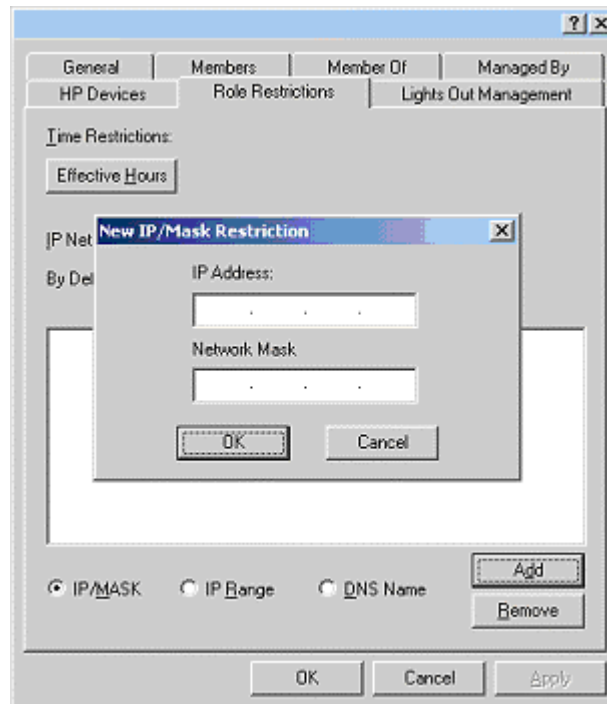 General Members Member Of Managed By
HP Devices Role Restrictions Lights Out Management
Time Restrictions:
Effective Hours
IP Net
New IP/Mask Restriction
By Del
IP Address:
. . .
Network Mask
. . .
OK Cancel
IP/MASK IP Range DNS Name
Add
Remove
OK Cancel Apply